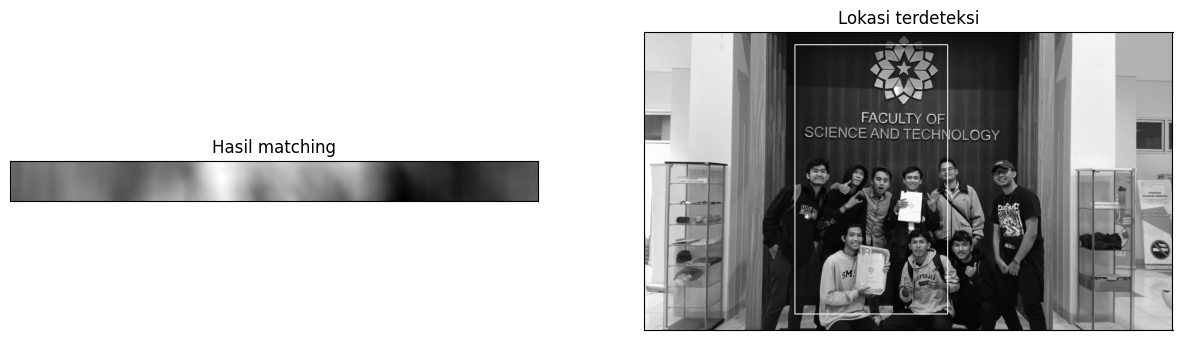 Hasil matching
Lokasi terdeteksi
FACULTY OF
SCIENCE AND TECHNOLOGY